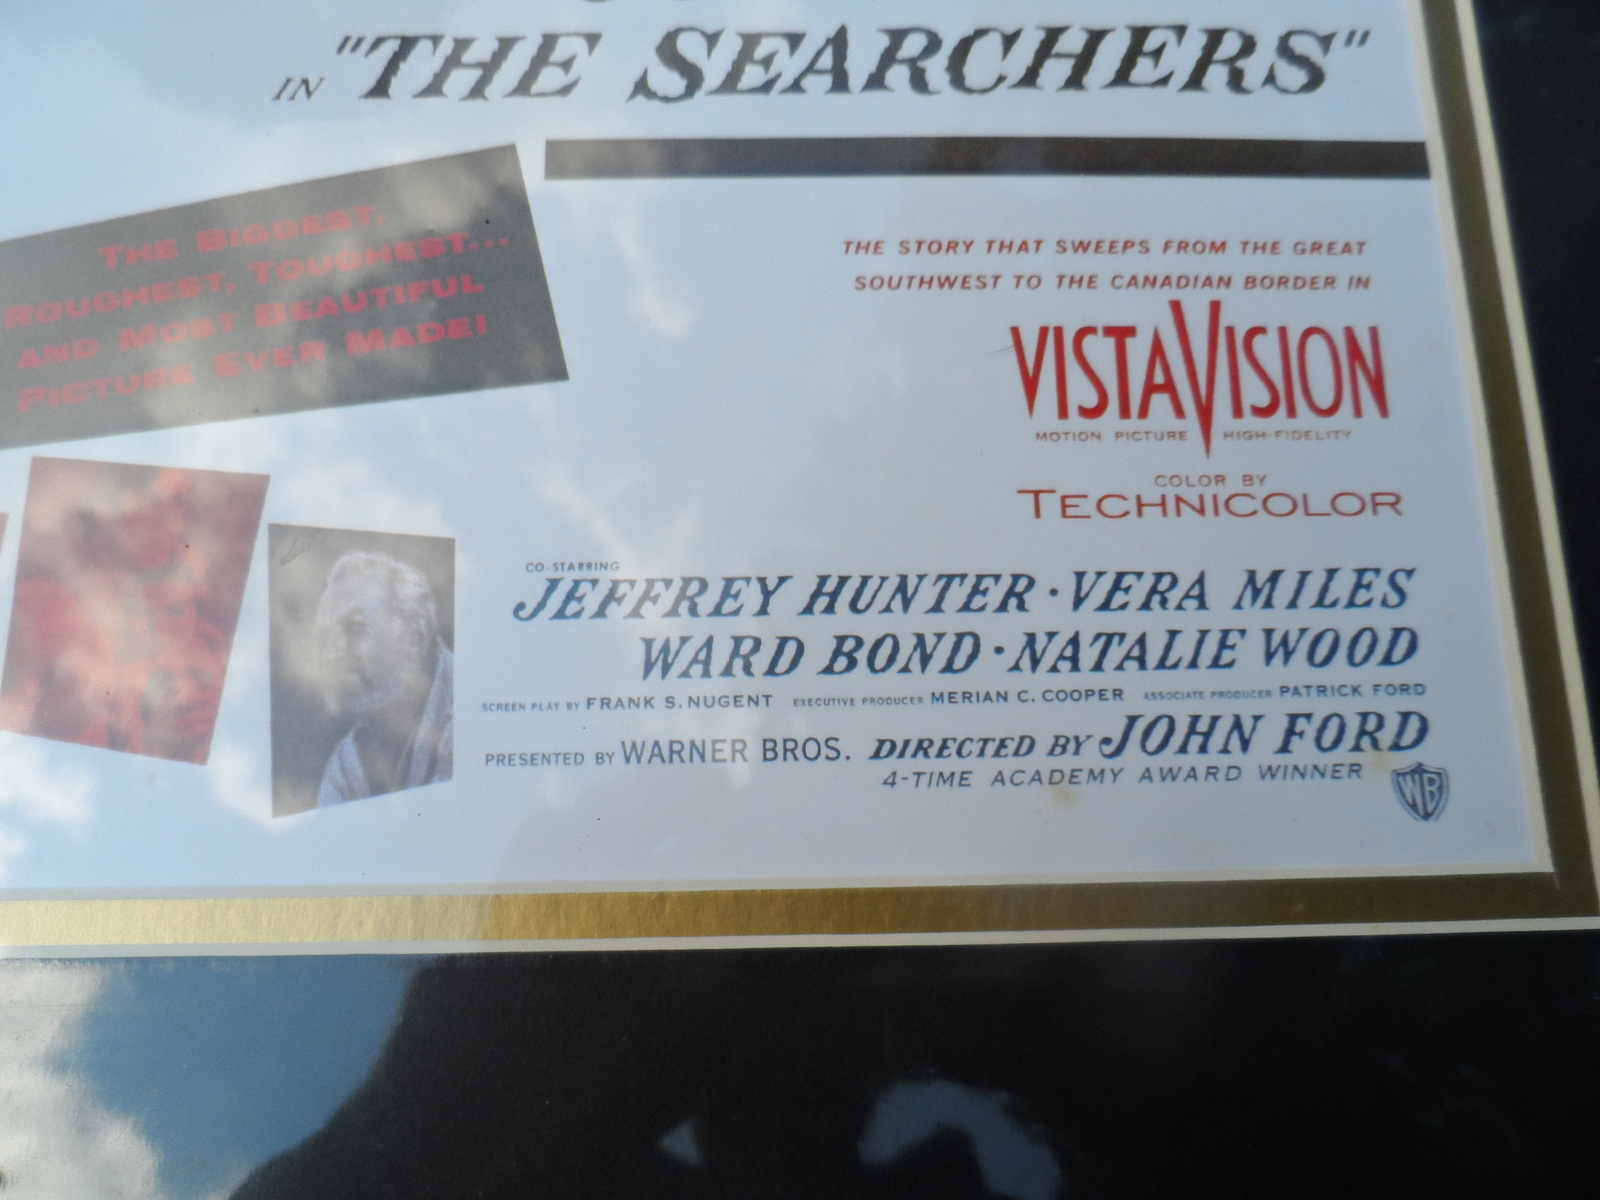 IN "THE SEARCHERS"
THE BIGGEST,
ROUGHEST, TOUGHEST...
AND MOST BEAUTIFUL
PICTURE EVER MADE!
THE STORY THAT SWEEPS FROM THE GREAT
SOUTHWEST TO THE CANADIAN BORDER IN
VISTAVISION
MOTION PICTURE HIGH-FIDELITY
COLOR BY
TECHNICOLOR
CO-STARRING
JEFFREY HUNTER · VERA MILES
WARD BOND · NATALIE WOOD
SCREEN PLAY BY FRANK S. NUGENT EXECUTIVE PRODUCER MERIAN C. COOPER ASSOCIATE PRODUCER PATRICK FORD
PRESENTED BY WARNER BROS. DIRECTED BY JOHN FORD
4-TIME ACADEMY AWARD WINNER
WB